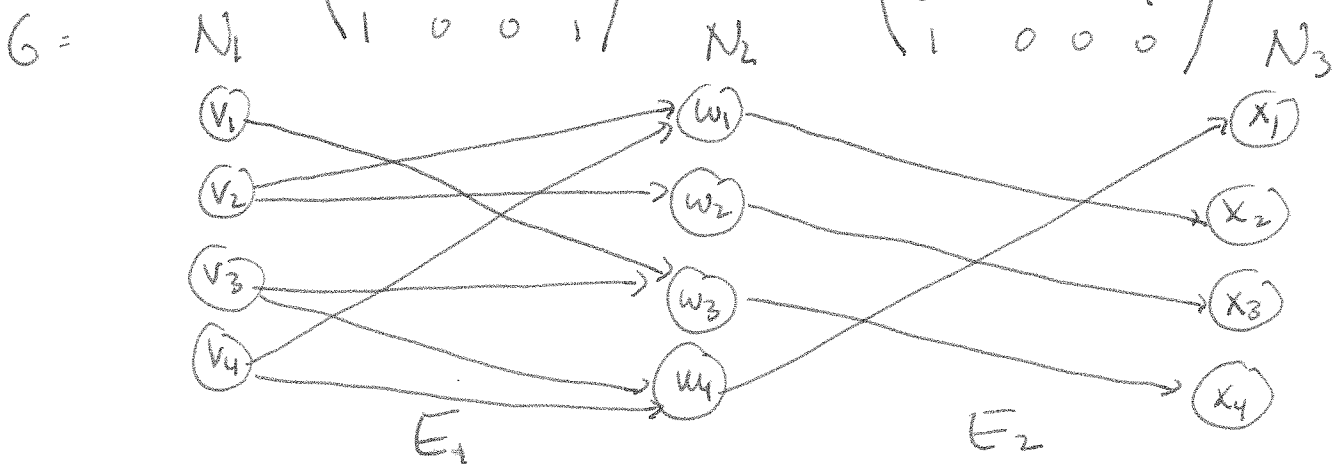 G = N₁ 1 0 0 1 N₂ 1 0 0 0 N₃
v₁ w₁ x₁
v₂ w₂ x₂
v₃ w₃ x₃
v₄ w₄ x₄
E₁ E₂